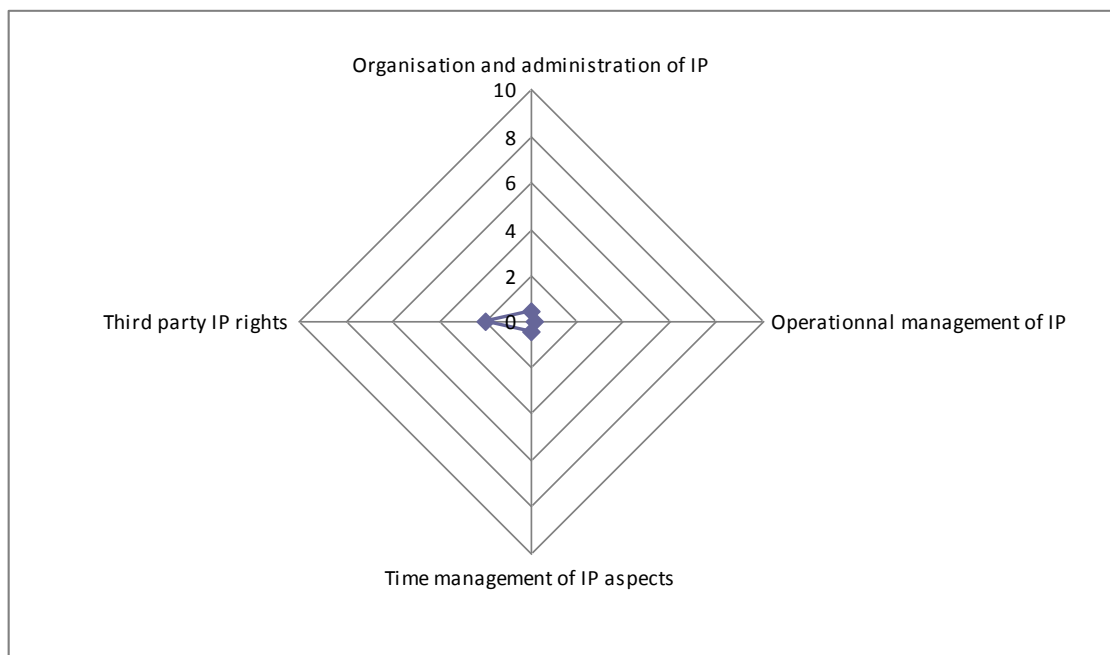 Organisation and administration of IP
10
8
6
4
2
Third party IP rights
0
Operationnal management of IP
Time management of IP aspects